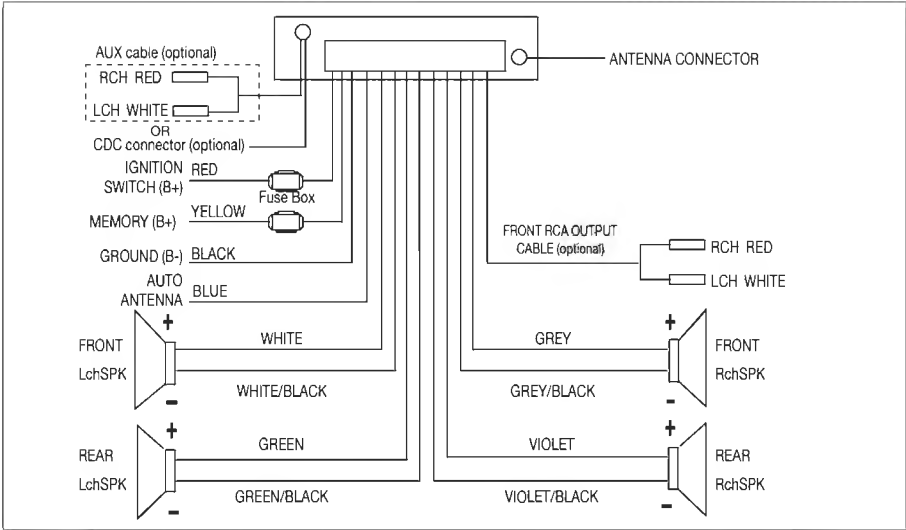 AUX cable (optional)
RCH RED
LCH WHITE
OR
CDC connector (optional)
ANTENNA CONNECTOR
IGNITION
SWITCH (B+)
RED
Fuse Box
MEMORY (B+)
YELLOW
GROUND (B-)
BLACK
AUTO
ANTENNA
BLUE
FRONT RCA OUTPUT
CABLE (optional)
RCH RED
LCH WHITE
+
FRONT
LchSPK
-
WHITE
WHITE/BLACK
GREY
GREY/BLACK
+
FRONT
RchSPK
-
+
REAR
LchSPK
-
GREEN
GREEN/BLACK
VIOLET
VIOLET/BLACK
+
REAR
RchSPK
-